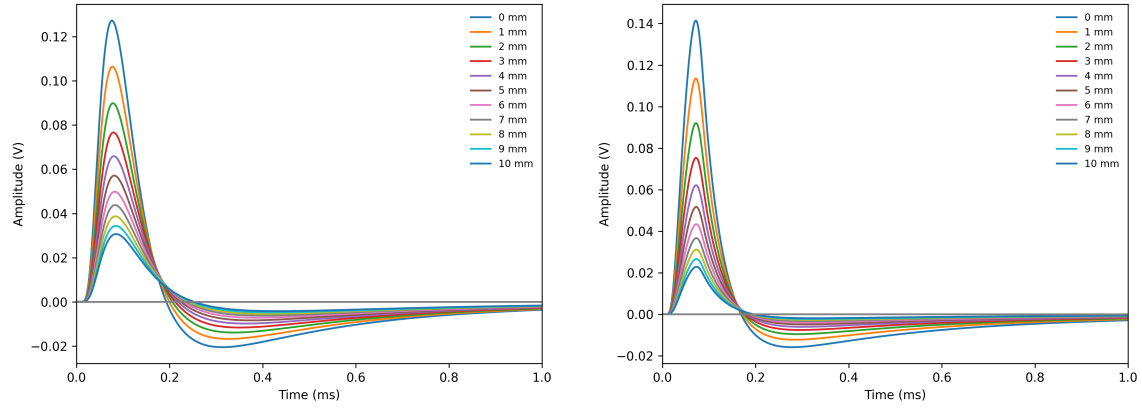 0.12
0.10
0.08
0.06
0.04
0.02
0.00
−0.02
Amplitude (V)
0.0
0.2
0.4
0.6
0.8
1.0
Time (ms)
0 mm
1 mm
2 mm
3 mm
4 mm
5 mm
6 mm
7 mm
8 mm
9 mm
10 mm
0.14
0.12
0.10
0.08
0.06
0.04
0.02
0.00
−0.02
Amplitude (V)
0.0
0.2
0.4
0.6
0.8
1.0
Time (ms)
0 mm
1 mm
2 mm
3 mm
4 mm
5 mm
6 mm
7 mm
8 mm
9 mm
10 mm